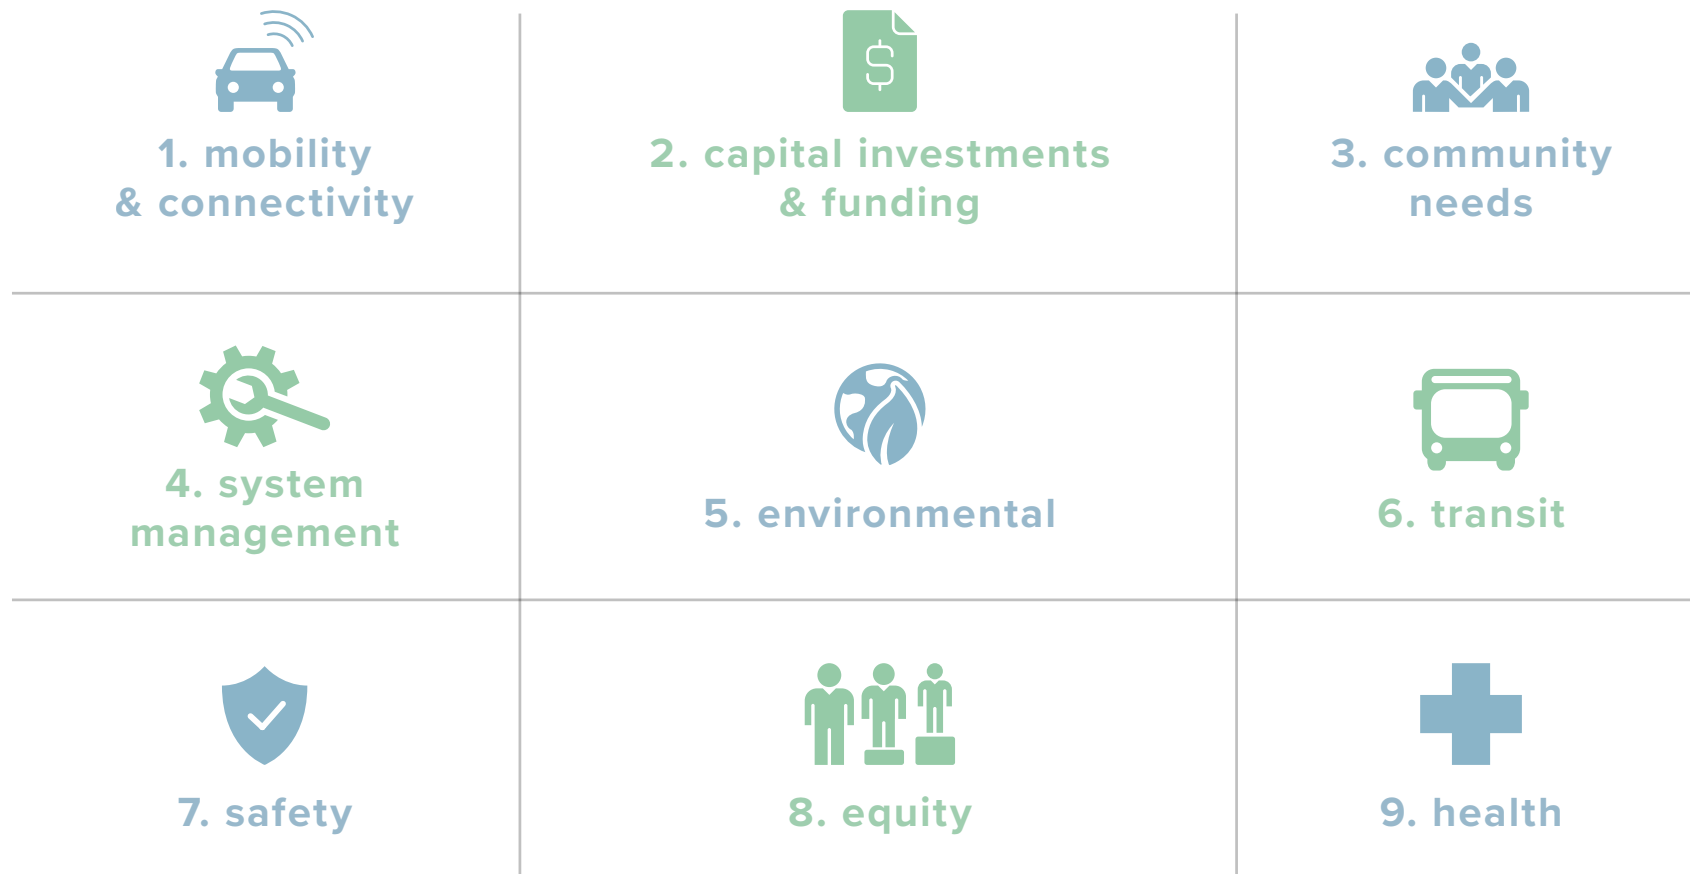 1. mobility
& connectivity
$
2. capital investments
& funding
3. community
needs
4. system
management
5. environmental
6. transit
7. safety
8. equity
9. health